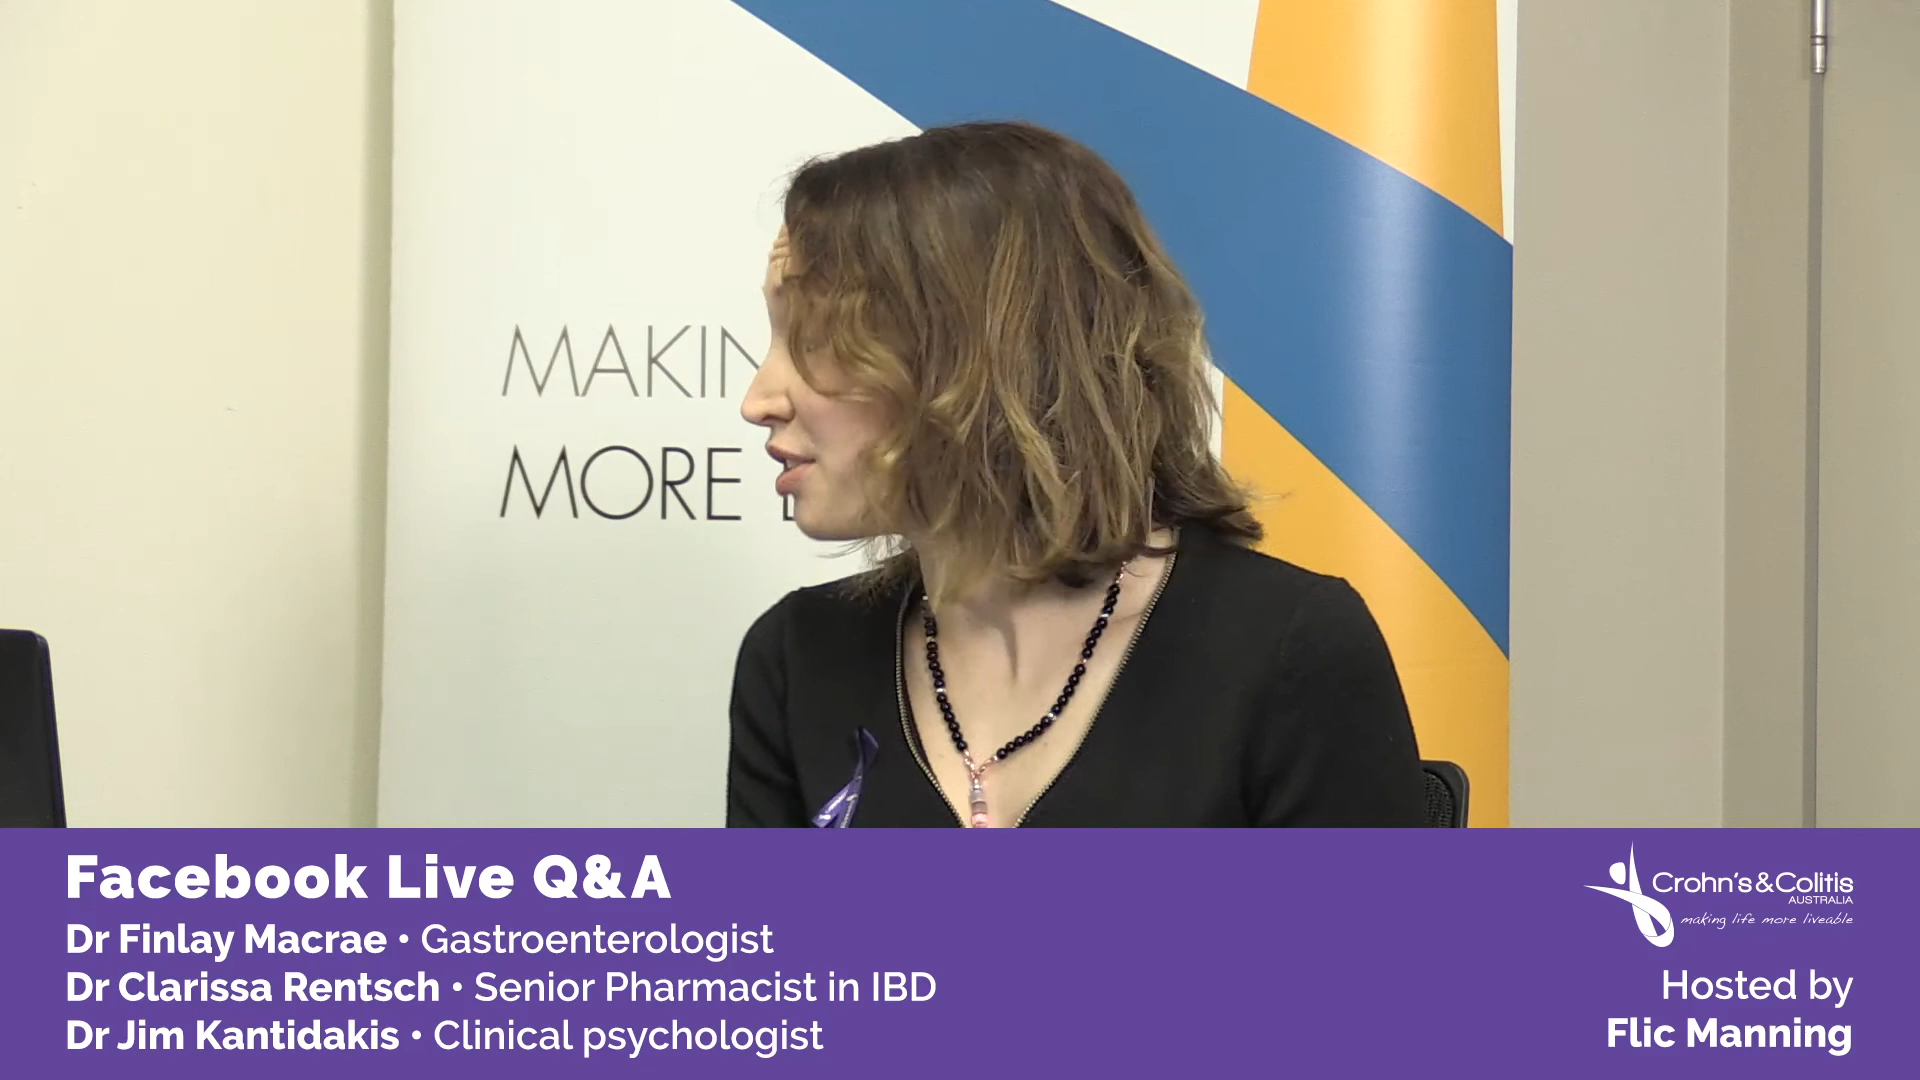 MAKIN
MORE
Facebook Live Q&A
Dr Finlay Macrae • Gastroenterologist
Dr Clarissa Rentsch • Senior Pharmacist in IBD
Dr Jim Kantidakis • Clinical psychologist
Crohn's & Colitis
AUSTRALIA
making life more liveable
Hosted by
Flic Manning